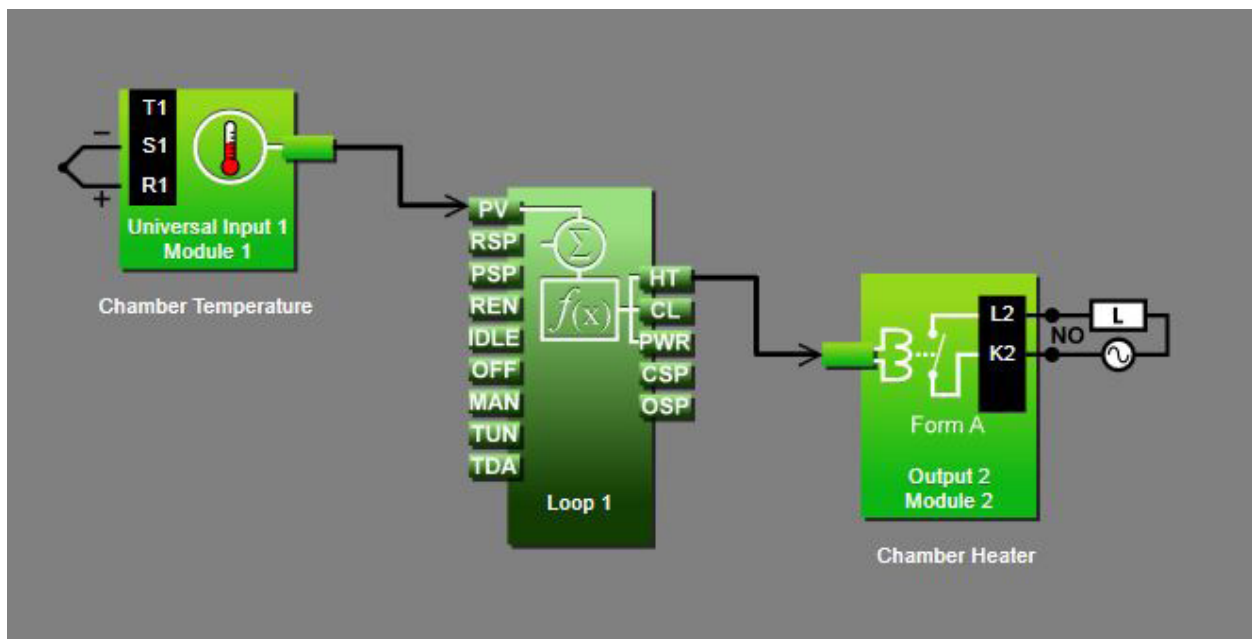 T1
S1
R1
−
+
Universal Input 1
Module 1
Chamber Temperature
PV
RSP
PSP
REN
IDLE
OFF
MAN
TUN
TDA
Σ
f(x)
HT
CL
PWR
CSP
OSP
Loop 1
L2
K2
NO
L
Form A
Output 2
Module 2
Chamber Heater